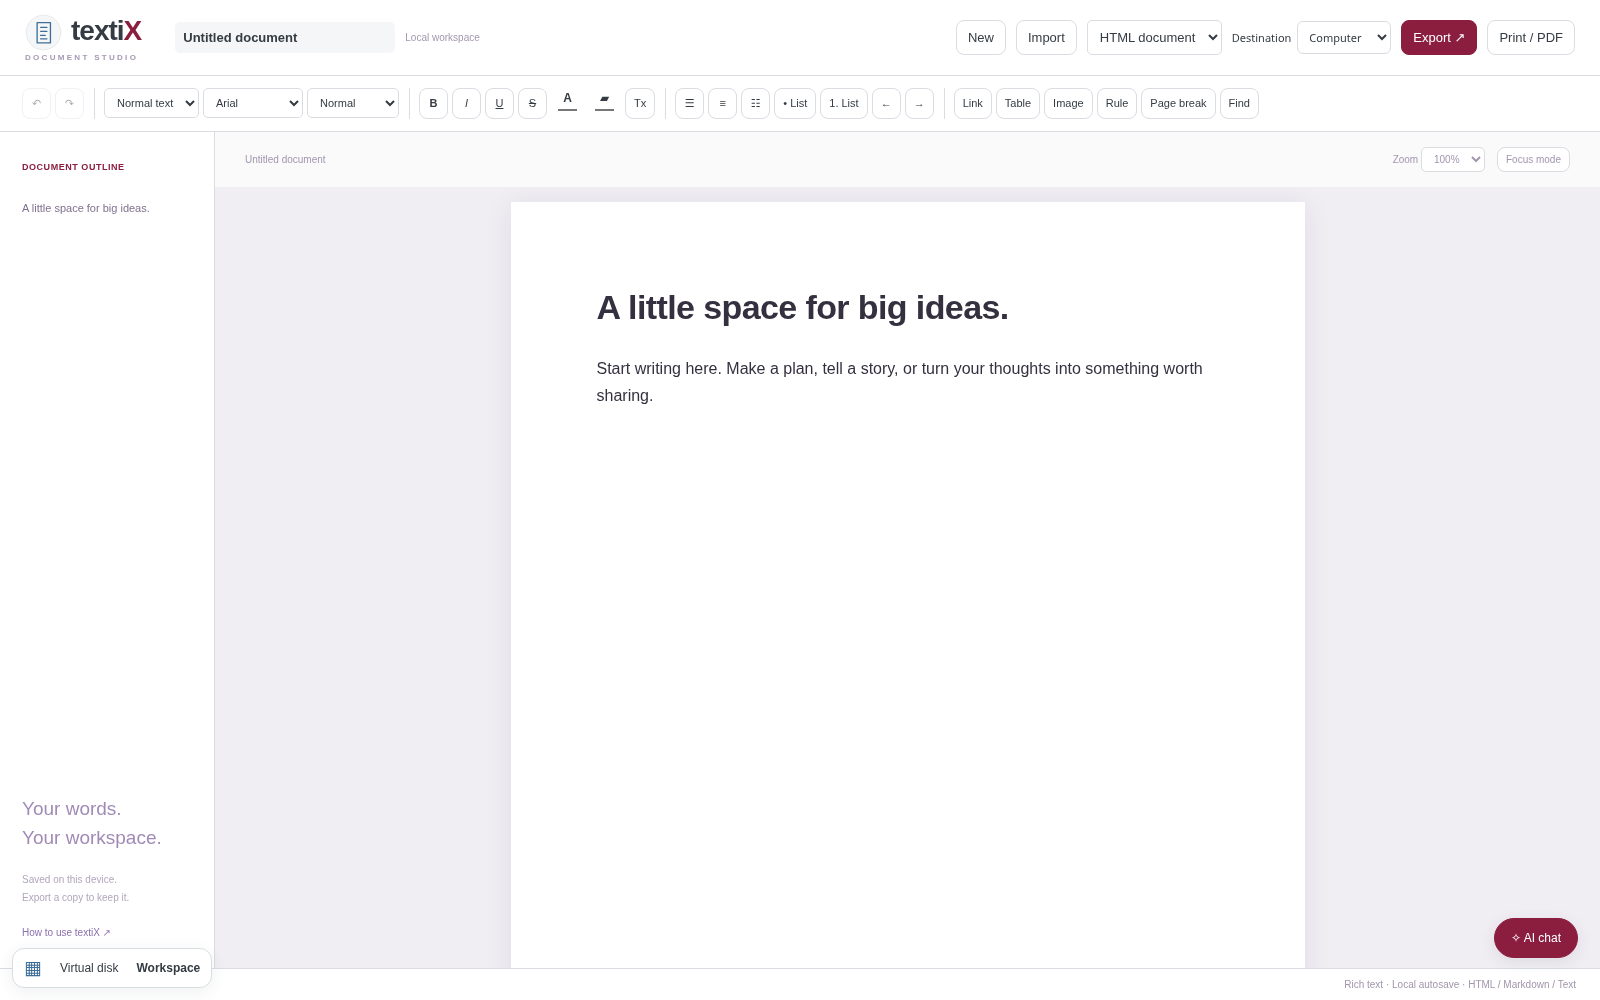 textiX
DOCUMENT STUDIO
Untitled document
Local workspace
New
Import
HTML document
Destination
Computer
Export ↗
Print / PDF
↶
↷
Normal text
Arial
Normal
B
I
U
S
A
▰
Tx
☰
≡
☷
• List
1. List
←
→
Link
Table
Image
Rule
Page break
Find
DOCUMENT OUTLINE
A little space for big ideas.
Untitled document
Zoom
100%
Focus mode
A little space for big ideas.
Start writing here. Make a plan, tell a story, or turn your thoughts into something worth
sharing.
Your words.
Your workspace.
Saved on this device.
Export a copy to keep it.
How to use textiX ↗
▦ Virtual disk Workspace
✧ AI chat
Rich text · Local autosave · HTML / Markdown / Text